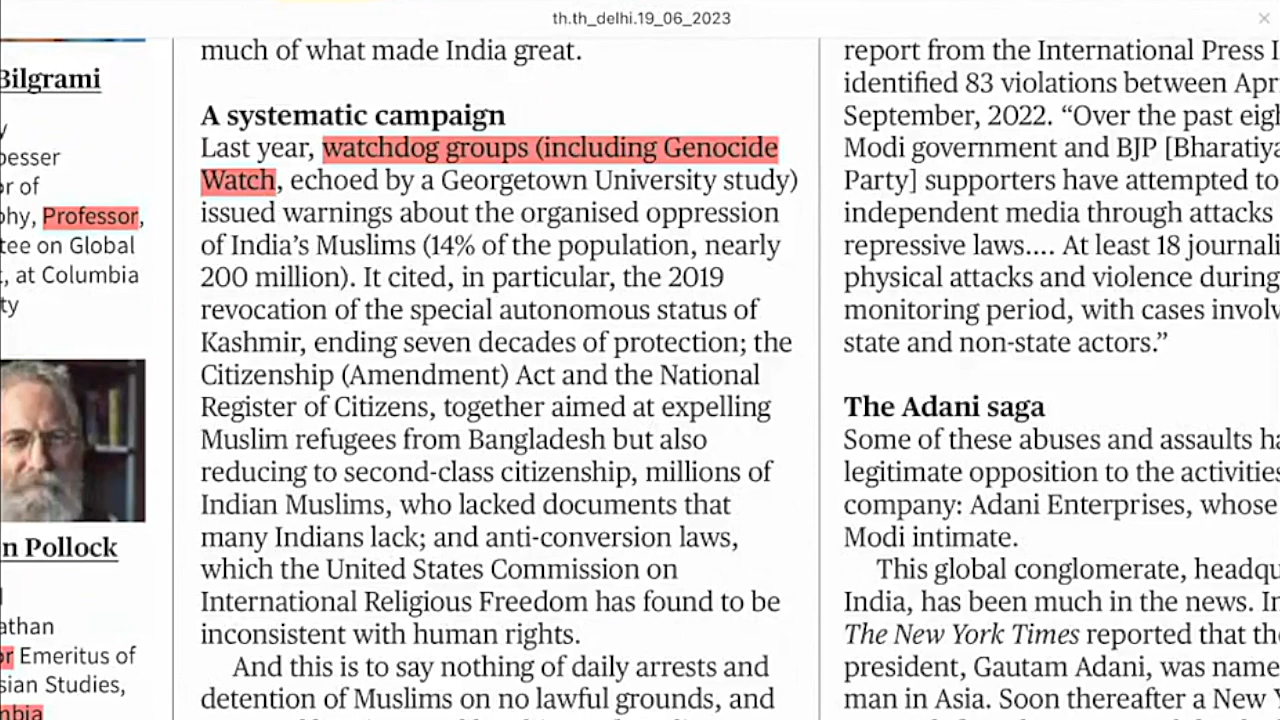 th.th_delhi.19_06_2023
Bilgrami
y
besser
or of
phy, Professor,
tee on Global
, at Columbia
ty
n Pollock
athan
or Emeritus of
sian Studies,
mbia
much of what made India great.
A systematic campaign
Last year, watchdog groups (including Genocide
Watch, echoed by a Georgetown University study)
issued warnings about the organised oppression
of India’s Muslims (14% of the population, nearly
200 million). It cited, in particular, the 2019
revocation of the special autonomous status of
Kashmir, ending seven decades of protection; the
Citizenship (Amendment) Act and the National
Register of Citizens, together aimed at expelling
Muslim refugees from Bangladesh but also
reducing to second-class citizenship, millions of
Indian Muslims, who lacked documents that
many Indians lack; and anti-conversion laws,
which the United States Commission on
International Religious Freedom has found to be
inconsistent with human rights.
And this is to say nothing of daily arrests and
detention of Muslims on no lawful grounds, and
report from the International Press I
identified 83 violations between Apr
September, 2022. “Over the past eigh
Modi government and BJP [Bharatiya
Party] supporters have attempted to
independent media through attacks
repressive laws.... At least 18 journali
physical attacks and violence during
monitoring period, with cases involv
state and non-state actors.”
The Adani saga
Some of these abuses and assaults ha
legitimate opposition to the activities
company: Adani Enterprises, whose
Modi intimate.
This global conglomerate, headqu
India, has been much in the news. In
The New York Times reported that the
president, Gautam Adani, was name
man in Asia. Soon thereafter a New Y